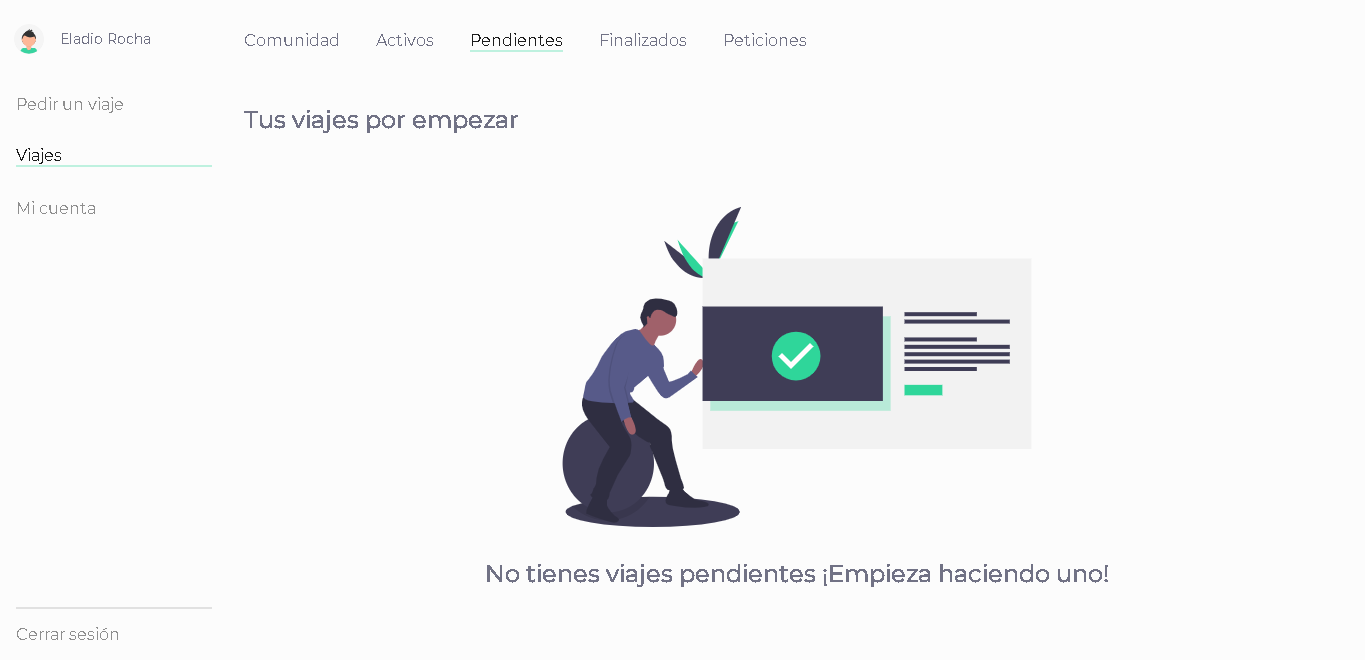 Eladio Rocha
Comunidad Activos Pendientes Finalizados Peticiones
Pedir un viaje
Viajes
Mi cuenta
Tus viajes por empezar
No tienes viajes pendientes ¡Empieza haciendo uno!
Cerrar sesión